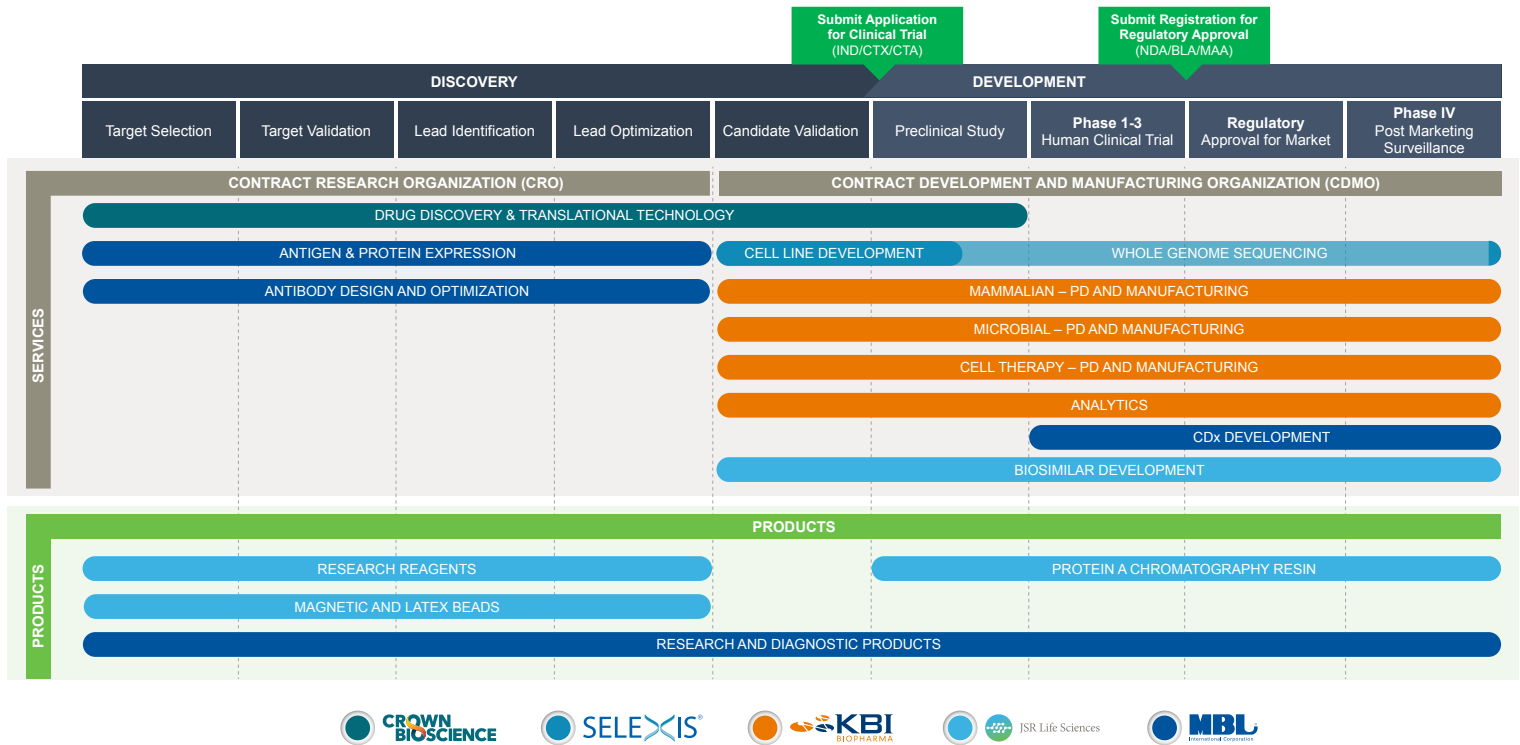 Submit Application
for Clinical Trial
(IND/CTX/CTA)
Submit Registration for
Regulatory Approval
(NDA/BLA/MAA)
DISCOVERY
DEVELOPMENT
Target Selection
Target Validation
Lead Identification
Lead Optimization
Candidate Validation
Preclinical Study
Phase 1-3
Human Clinical Trial
Regulatory
Approval for Market
Phase IV
Post Marketing
Surveillance
SERVICES
CONTRACT RESEARCH ORGANIZATION (CRO)
CONTRACT DEVELOPMENT AND MANUFACTURING ORGANIZATION (CDMO)
DRUG DISCOVERY & TRANSLATIONAL TECHNOLOGY
ANTIGEN & PROTEIN EXPRESSION
CELL LINE DEVELOPMENT
WHOLE GENOME SEQUENCING
ANTIBODY DESIGN AND OPTIMIZATION
MAMMALIAN – PD AND MANUFACTURING
MICROBIAL – PD AND MANUFACTURING
CELL THERAPY – PD AND MANUFACTURING
ANALYTICS
CDx DEVELOPMENT
BIOSIMILAR DEVELOPMENT
PRODUCTS
PRODUCTS
RESEARCH REAGENTS
PROTEIN A CHROMATOGRAPHY RESIN
MAGNETIC AND LATEX BEADS
RESEARCH AND DIAGNOSTIC PRODUCTS
CROWN
BIOSCIENCE
SELEXIS®
KBI
BIOPHARMA
JSR Life Sciences
MBL
International Corporation